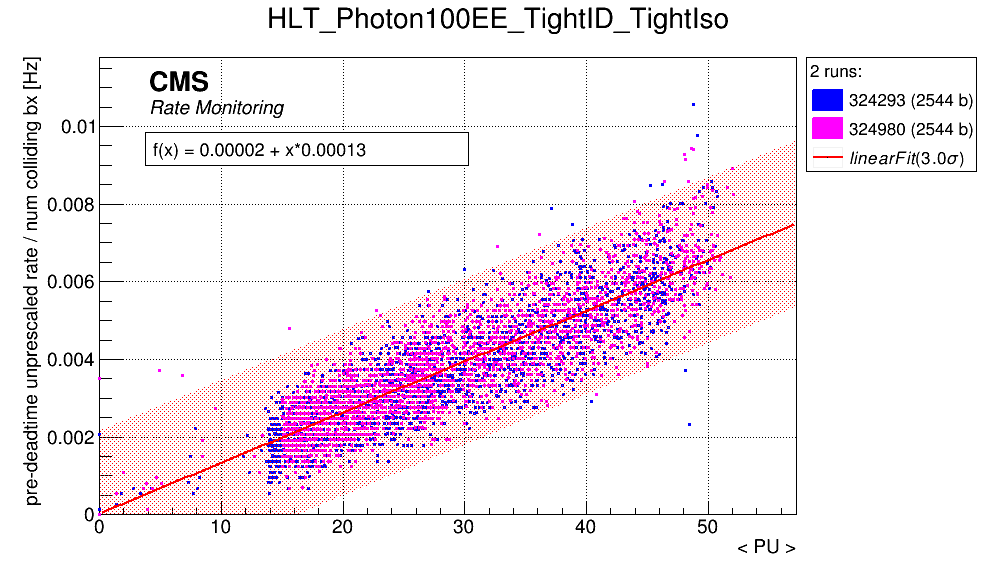 HLT_Photon100EE_TightID_TightIso
pre-deadtime unprescaled rate / num colliding bx [Hz]
CMS
Rate Monitoring
f(x) = 0.00002 + x*0.00013
2 runs:
324293 (2544 b)
324980 (2544 b)
linearFit(3.0σ)
0.01
0.008
0.006
0.004
0.002
0
0 10 20 30 40 50
< PU >